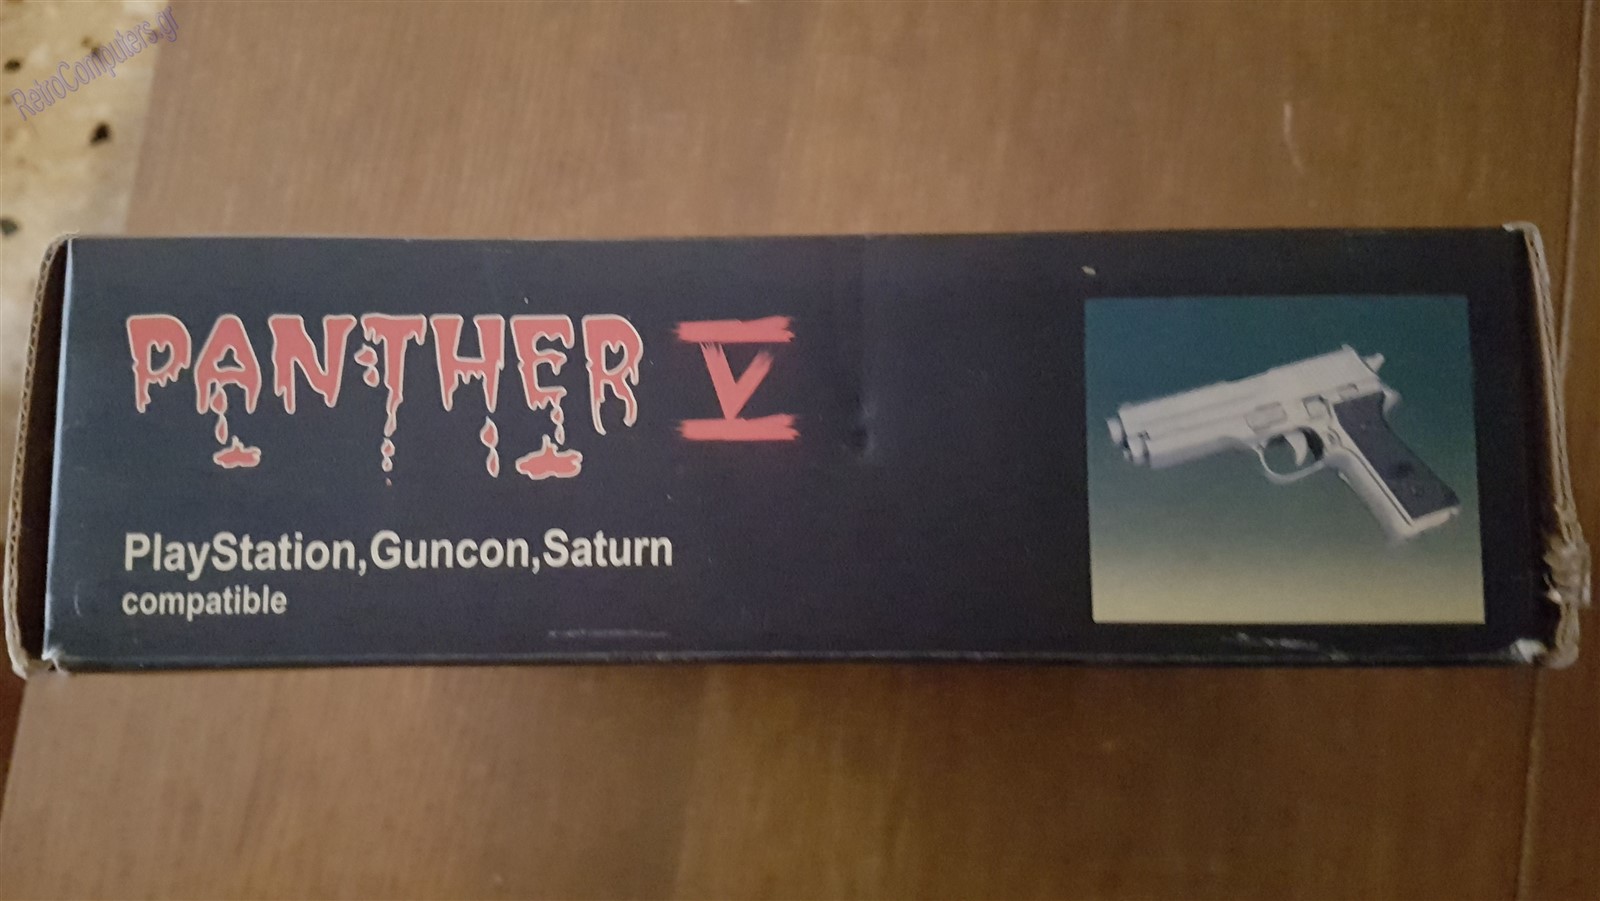 RetroComputers.gr
PANTHER V
PlayStation,Guncon,Saturn
compatible